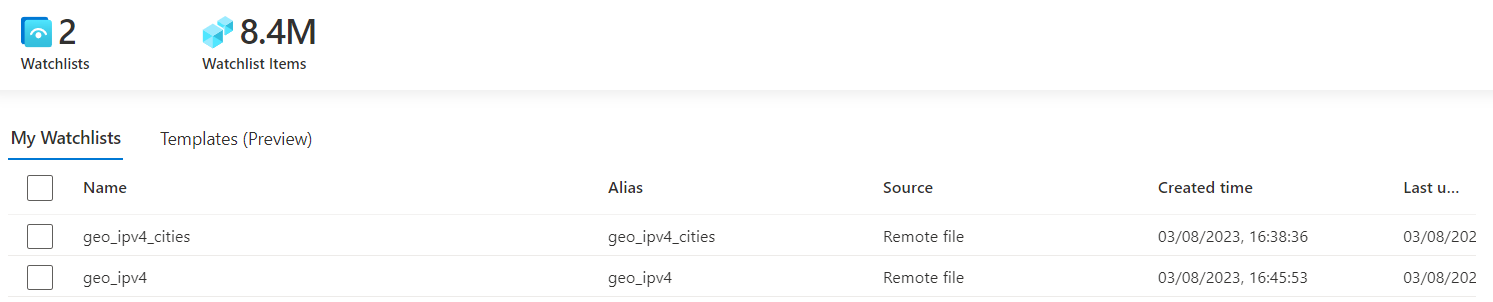 2 8.4M
Watchlists Watchlist Items
My Watchlists Templates (Preview)
Name Alias Source Created time Last u...
geo_ipv4_cities geo_ipv4_cities Remote file 03/08/2023, 16:38:36 03/08/202
geo_ipv4 geo_ipv4 Remote file 03/08/2023, 16:45:53 03/08/202